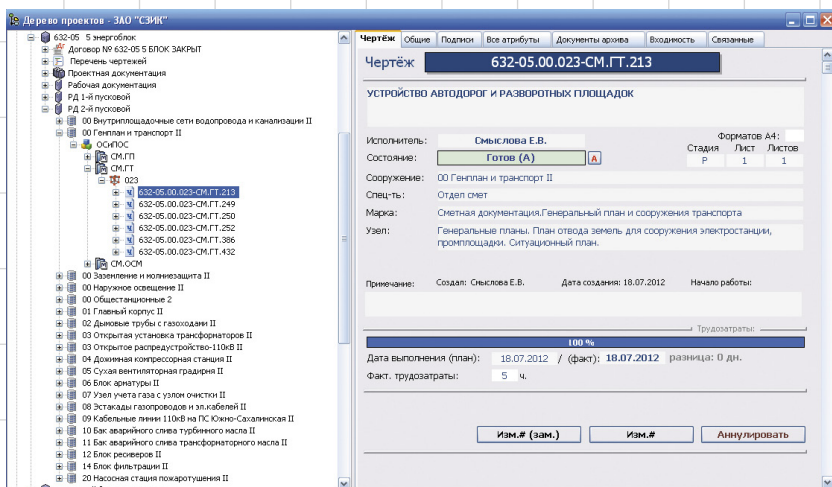 Дерево проектов - ЗАО "СЗИК"
632-05 5 энергоблок
Договор № 632-05 5 БЛОК ЗАКРЫТ
Перечень чертежей
Проектная документация
Рабочая документация
РД 1-й пусковой
РД 2-й пусковой
00 Внутриплощадочные сети водопровода и канализации II
00 Генплан и транспорт II
ОСиПОС
СМ.ГП
СМ.ГТ
023
632-05.00.023-СМ.ГТ.213
632-05.00.023-СМ.ГТ.249
632-05.00.023-СМ.ГТ.250
632-05.00.023-СМ.ГТ.252
632-05.00.023-СМ.ГТ.386
632-05.00.023-СМ.ГТ.432
СМ.ОСМ
00 Заземление и молниезащита II
00 Наружное освещение II
00 Общестанционные 2
01 Главный корпус II
02 Дымовые трубы с газоходами II
03 Открытая установка трансформаторов II
03 Открытое распредустройство-110кВ II
04 Дожимная компрессорная станция II
05 Сухая вентиляторная градирня II
06 Блок арматуры II
07 Узел учета газа с узлом очистки II
08 Эстакады газопроводов и эл.кабелей II
09 Кабельные линии 110кВ на ПС Южно-Сахалинская II
10 Бак аварийного слива турбинного масла II
11 Бак аварийного слива трансформаторного масла II
12 Блок ресиверов II
14 Блок фильтрации II
20 Насосная стация пожаротушения II
Чертёж Общие Подписи Все атрибуты Документы архива Входимость Связанные
Чертёж 632-05.00.023-СМ.ГТ.213
УСТРОЙСТВО АВТОДОРОГ И РАЗВОРОТНЫХ ПЛОЩАДОК
Форматов А4:
Исполнитель: Смыслова Е.В.
Стадия Лист Листов
Состояние: Готов (А) А
Р 1 1
Сооружение: 00 Генплан и транспорт II
Спец-ть: Отдел смет
Марка: Сметная документация.Генеральный план и сооружения транспорта
Узел: Генеральные планы. План отвода земель для сооружения электростанции,
промплощадки. Ситуационный план.
Примечание: Создал: Смыслова Е.В. Дата создания: 18.07.2012 Начало работы:
Трудозатраты:
100 %
Дата выполнения (план): 18.07.2012 / (факт): 18.07.2012 разница: 0 дн.
Факт. трудозатраты: 5 ч.
Изм.# (зам.) Изм.# Аннулировать